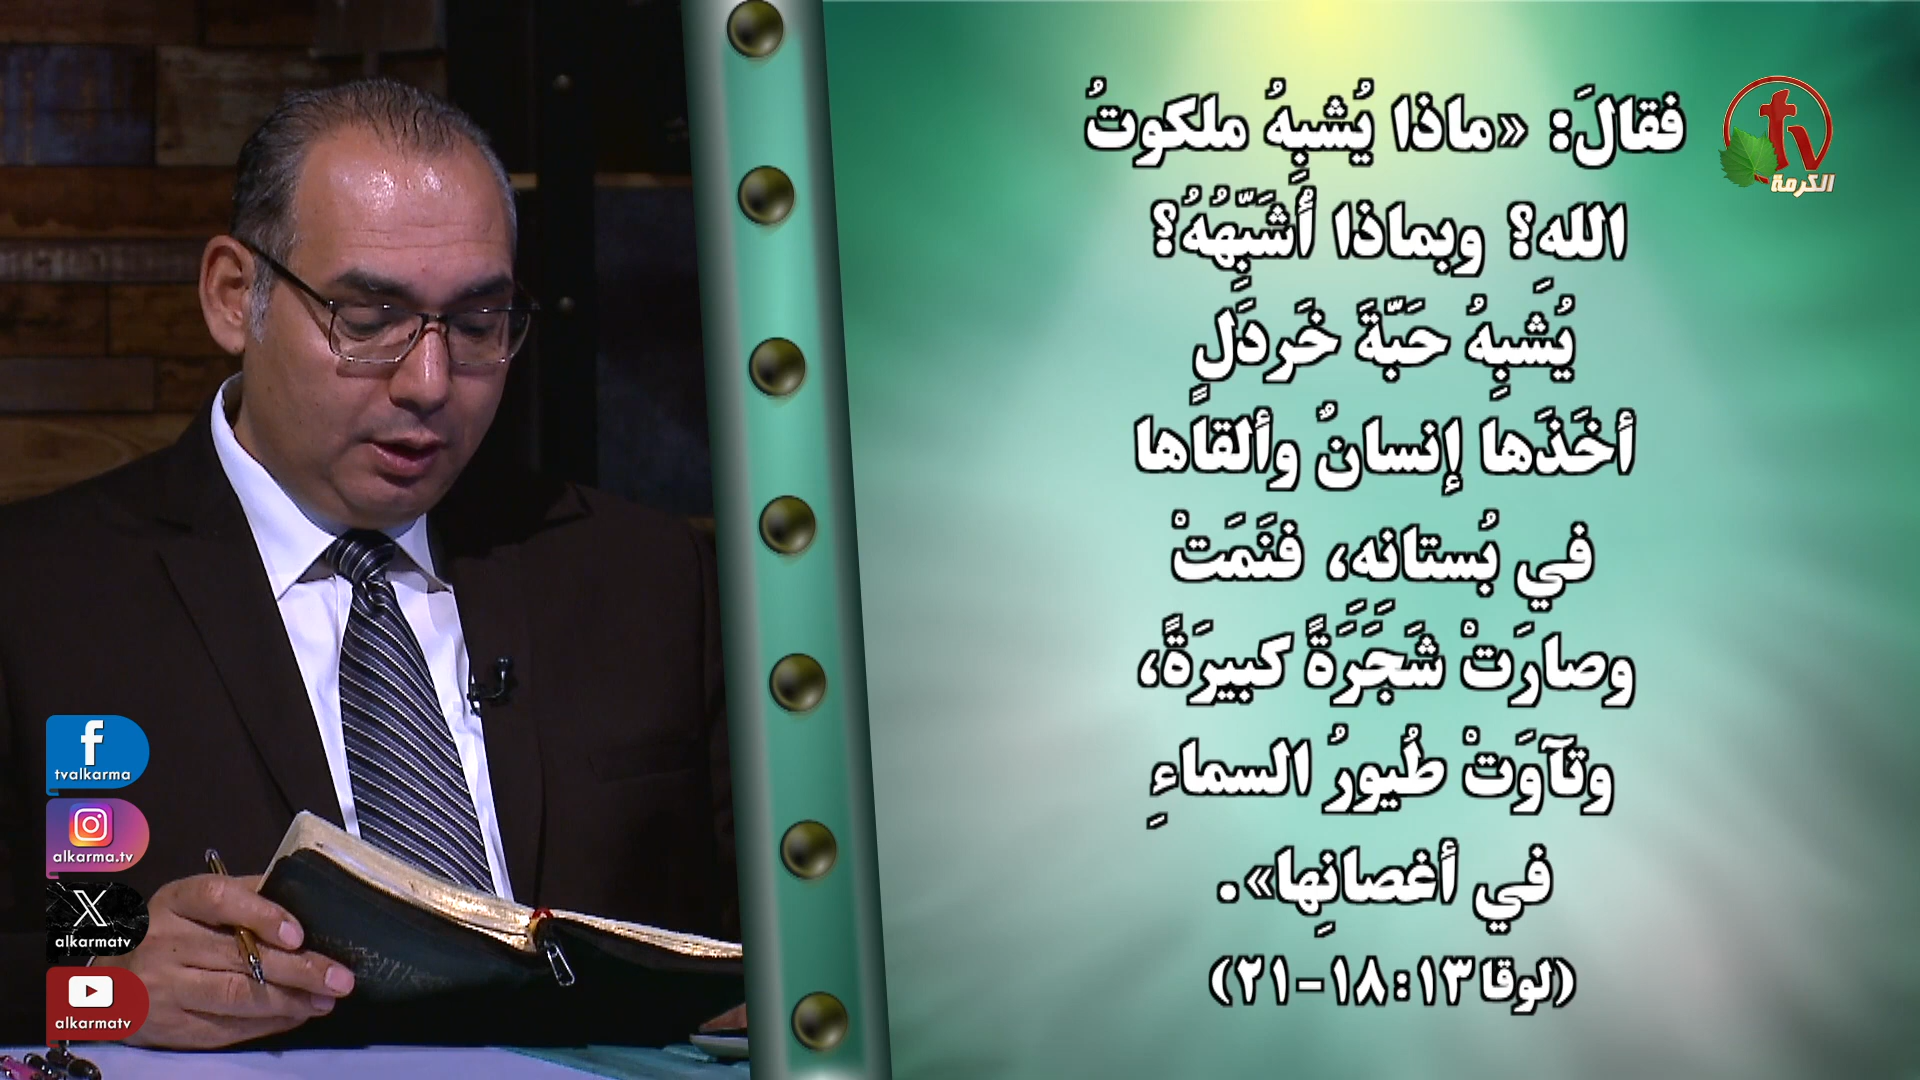 فقالَ: «ماذا يُشبِهُ ملكوتُ
اللهِ؟ وبماذا أُشَبِّهُهُ؟
يُشبِهُ حَبَّةَ خَردَلٍ
أخَذَها إنسانٌ وألقاها
في بُستانِهِ، فنَمَتْ
وصارَتْ شَجَرَةً كبيرَةً،
وتآوَتْ طُيورُ السماءِ
في أغصانِها».
(لوقا ١٣: ١٨-٢١)
tv
الكرمة
tvalkarma
alkarma.tv
alkarmatv
alkarmatv